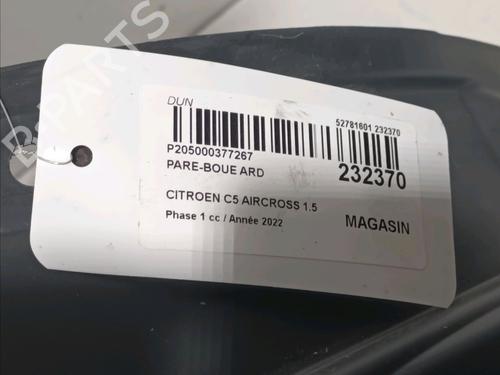 DUN
52781601 232370
P205000377267
PARE-BOUE ARD
232370
CITROEN C5 AIRCROSS 1.5
Phase 1 cc / Année 2022
MAGASIN
B-PARTS